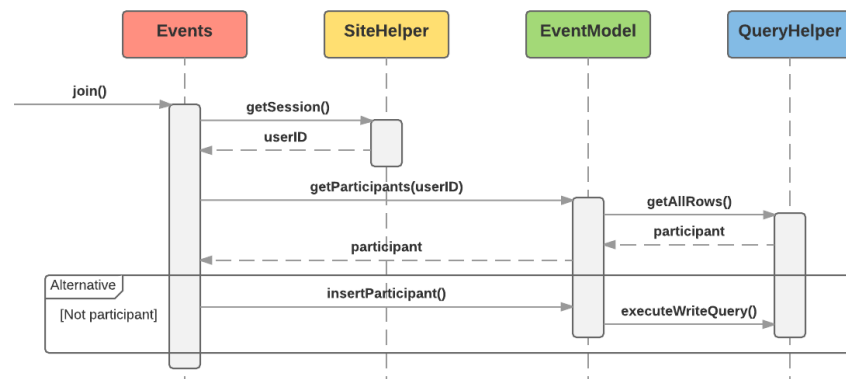 Events
SiteHelper
EventModel
QueryHelper
join()
getSession()
userID
getParticipants(userID)
getAllRows()
participant
participant
Alternative
[Not participant]
insertParticipant()
executeWriteQuery()